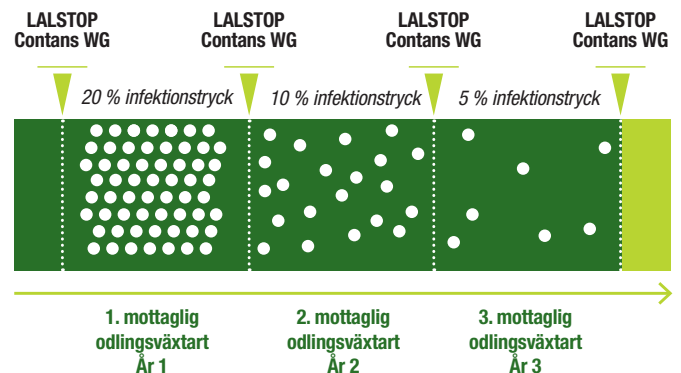 LALSTOP
Contans WG
LALSTOP
Contans WG
LALSTOP
Contans WG
LALSTOP
Contans WG
20 % infektionstryck
10 % infektionstryck
5 % infektionstryck
1. mottaglig
odlingsväxtart
År 1
2. mottaglig
odlingsväxtart
År 2
3. mottaglig
odlingsväxtart
År 3